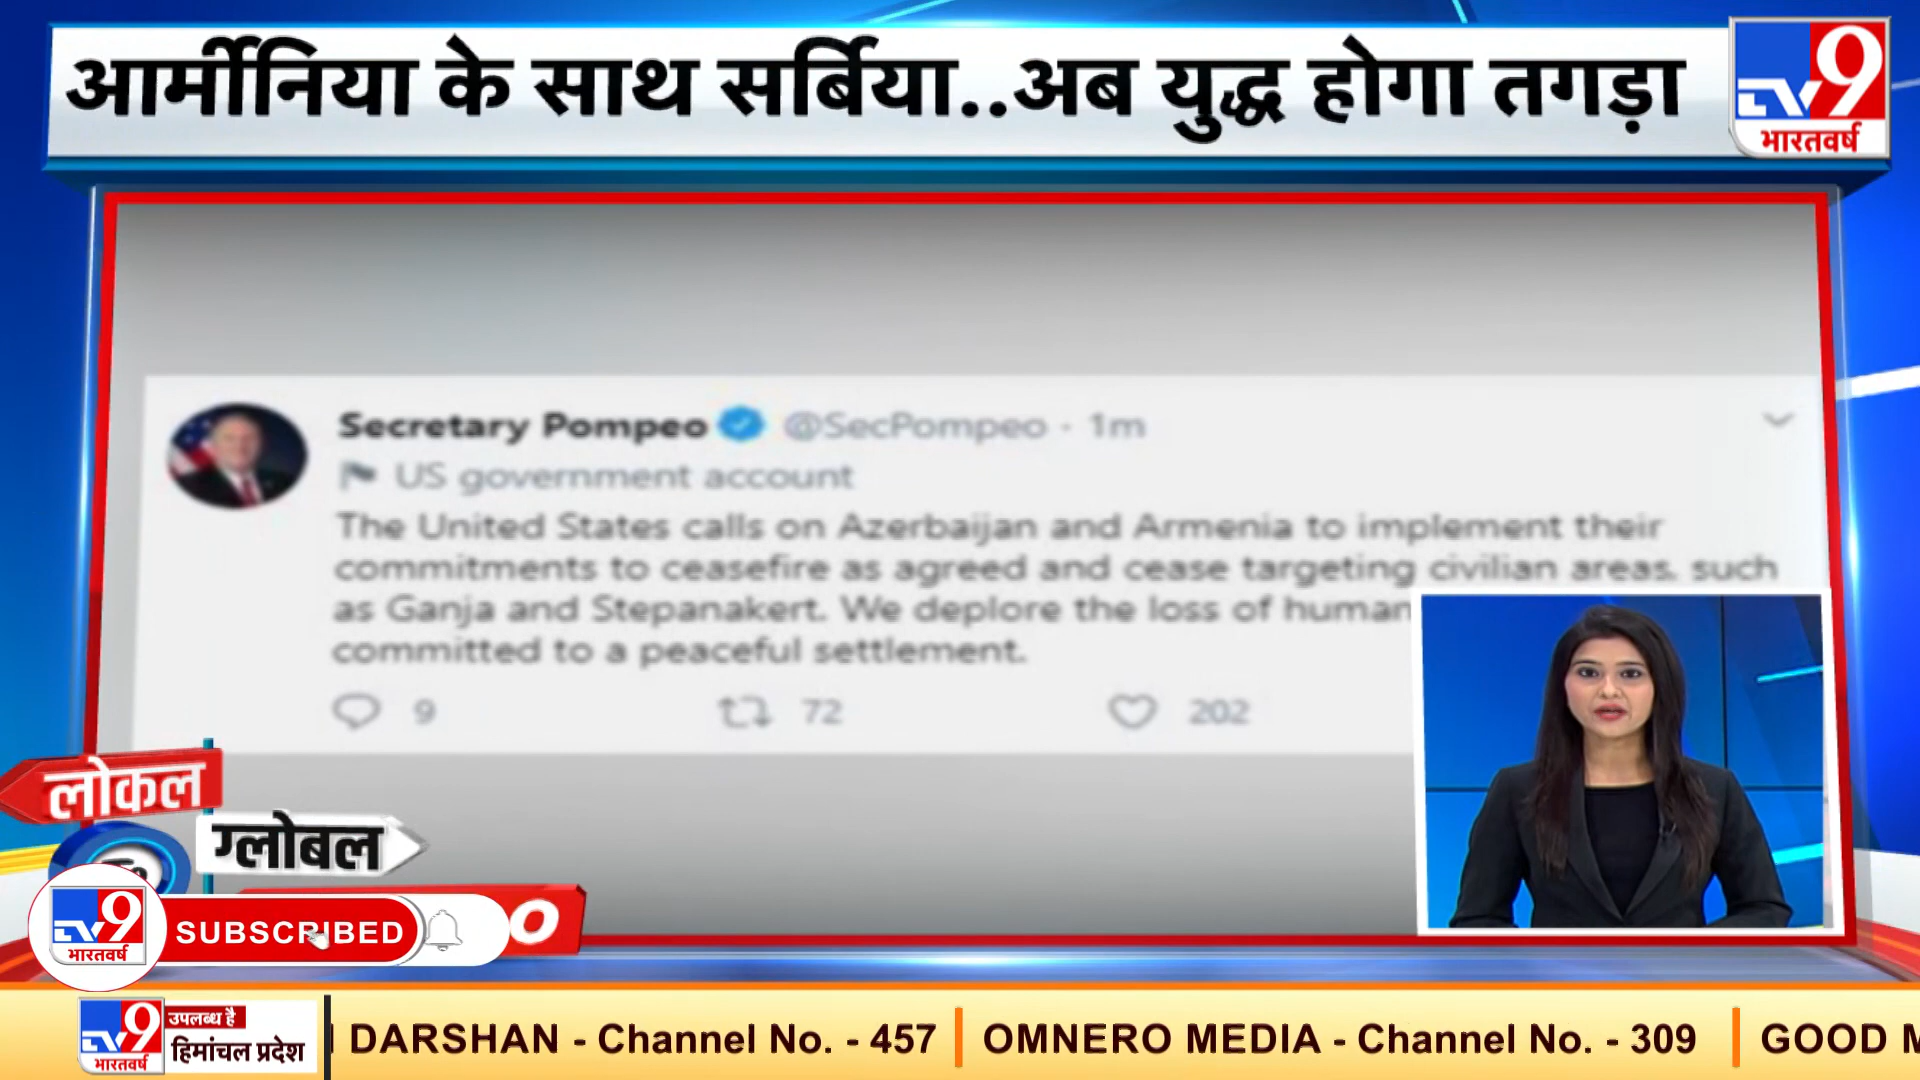 आर्मीनिया के साथ सर्बिया..अब युद्ध होगा तगड़ा
TV9
भारतवर्ष
Secretary Pompeo @SecPompeo · 1m
US government account
The United States calls on Azerbaijan and Armenia to implement their
commitments to ceasefire as agreed and cease targeting civilian areas, such
as Ganja and Stepanakert. We deplore the loss of human
committed to a peaceful settlement.
9 72 202
लोकल
ग्लोबल
TV9
भारतवर्ष
SUBSCRIBED
TV9
भारतवर्ष
उपलब्ध है
हिमांचल प्रदेश
DARSHAN - Channel No. - 457 | OMNERO MEDIA - Channel No. - 309 | GOOD